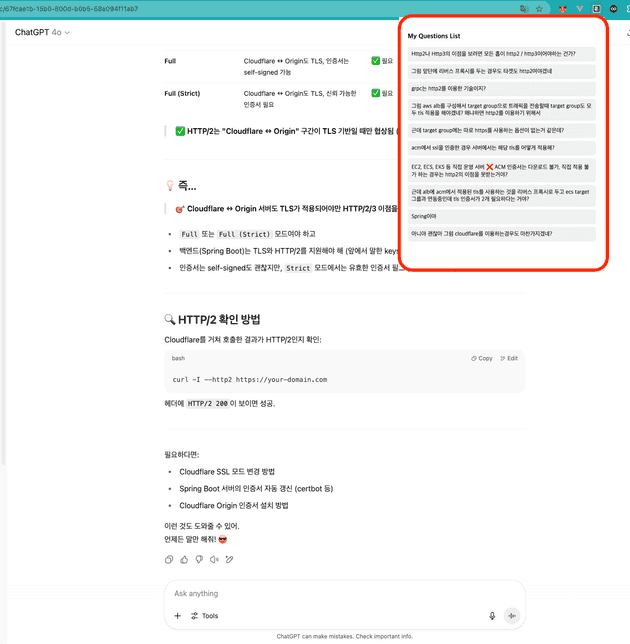 c/67fcae1b-15b0-800d-b0b5-68a094f11ab7
ChatGPT 4o
My Questions List
Http2나 Http3의 이점을 보려면 모든 홉이 http2 / http3이어야하는 건가?
그럼 앞단에 리버스 프록시를 두는 경우도 타켓도 http2여야겠네
grpc는 http2를 이용한 기술이지?
그럼 aws alb를 구성해서 target group으로 트래픽을 전송할때 target group도 모
두 tls 적용을 해야겠네? 왜냐하면 http2를 이용하기 위해서
근데 target group에는 따로 https를 사용하는 옵션이 없는거 같은데?
acm에서 ssl을 인증한 경우 서버에서는 해당 tls를 어떻게 적용해?
EC2, ECS, EKS 등 직접 운영 서버 ❌ ACM 인증서는 다운로드 불가, 직접 적용 불
가 하는 경우는 http2의 이점을 못받는거야?
근데 alb에 acm에서 적용된 tls를 사용하는 것을 리버스 프록시로 두고 ecs target
그룹과 연동중인데 tls 인증서가 2개 필요하다는 거야?
Spring이야
아니야 괜찮아 그럼 cloudflare를 이용하는경우도 마찬가지겠네?
Full
Cloudflare ↔ Origin도 TLS, 인증서는
self-signed 가능
✅ 필요
Full (Strict)
Cloudflare ↔ Origin도 TLS, 신뢰 가능한
인증서 필요
✅ 필요
✅ HTTP/2는 "Cloudflare ↔ Origin" 구간이 TLS 기반일 때만 협상됨 (
💡 즉...
🎯 Cloudflare ↔ Origin 서버도 TLS가 적용되어야만 HTTP/2/3 이점을
Full 또는 Full (Strict) 모드여야 하고
백엔드(Spring Boot)는 TLS와 HTTP/2를 지원해야 해 (앞에서 말한 keys
인증서는 self-signed도 괜찮지만, Strict 모드에서는 유효한 인증서 필요
🔍 HTTP/2 확인 방법
Cloudflare를 거쳐 호출한 결과가 HTTP/2인지 확인:
bash
Copy
Edit
curl -I --http2 https://your-domain.com
헤더에 HTTP/2 200 이 보이면 성공.
필요하다면:
Cloudflare SSL 모드 변경 방법
Spring Boot 서버의 인증서 자동 갱신 (certbot 등)
Cloudflare Origin 인증서 설치 방법
이런 것도 도와줄 수 있어.
언제든 말만 해줘! 😎
Ask anything
Tools
ChatGPT can make mistakes. Check important info.